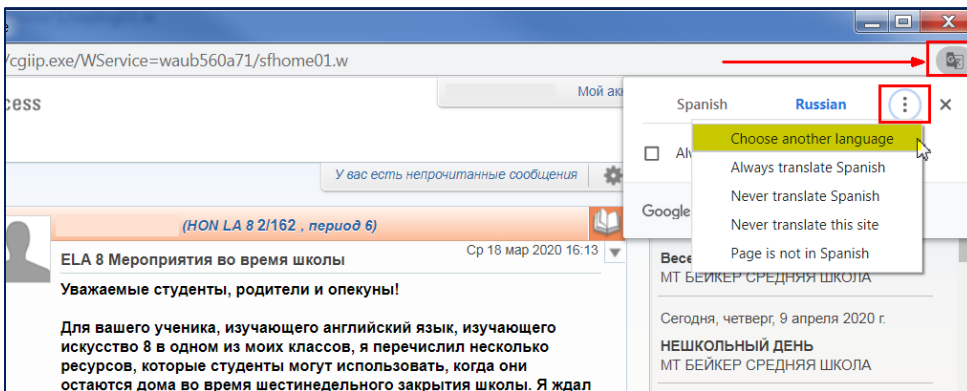 /cgiip.exe/WService=waub560a71/sfhome01.w
cess
Мой ак
Spanish Russian
Choose another language
Always translate Spanish
Never translate Spanish
Never translate this site
Page is not in Spanish
Google
У вас есть непрочитанные сообщения
(HON LA 8 2/162 , период 6)
ELA 8 Мероприятия во время школы
Ср 18 мар 2020 16:13
Уважаемые студенты, родители и опекуны!
Для вашего ученика, изучающего английский язык, изучающего
искусство 8 в одном из моих классов, я перечислил несколько
ресурсов, которые студенты могут использовать, когда они
остаются дома во время шестинедельного закрытия школы. Я ждал
Весе
МТ БЕЙКЕР СРЕДНЯЯ ШКОЛА
Сегодня, четверг, 9 апреля 2020 г.
НЕШКОЛЬНЫЙ ДЕНЬ
МТ БЕЙКЕР СРЕДНЯЯ ШКОЛА